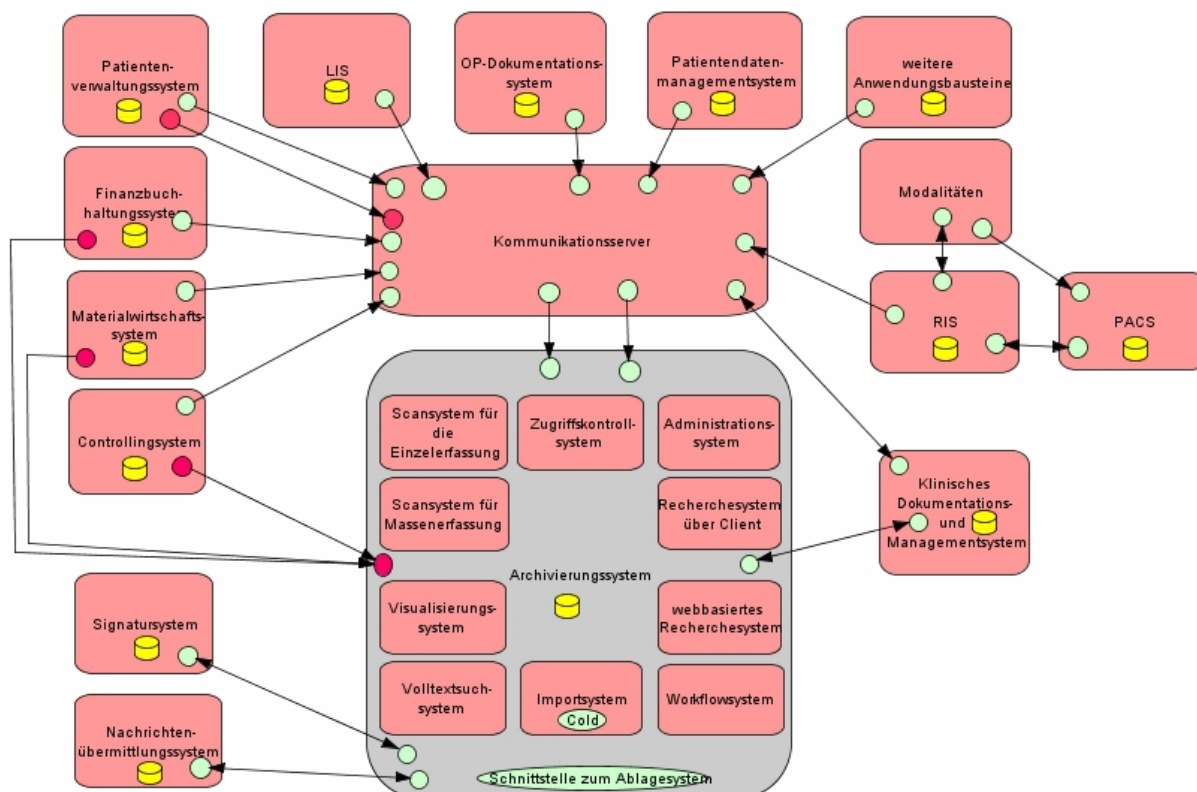 Patienten-
verwaltungssystem
LIS
OP-Dokumentations-
system
Patientendaten-
managementsystem
weitere
Anwendungsbausteine
Finanzbuch-
haltungssystem
Modalitäten
Kommunikationsserver
Materialwirtschafts-
system
RIS
PACS
Controllingsystem
Scansystem für
die
Einzelerfassung
Zugriffskontroll-
system
Administrations-
system
Scansystem für
Massenerfassung
Recherchesystem
über Client
Klinisches
Dokumentations-
und
Managementsystem
Archivierungssystem
Visualisierungs-
system
webbasiertes
Recherchesystem
Signatursystem
Volltextsuch-
system
Importsystem
Cold
Workflowsystem
Nachrichten-
übermittlungssystem
Schnittstelle zum Ablagesystem